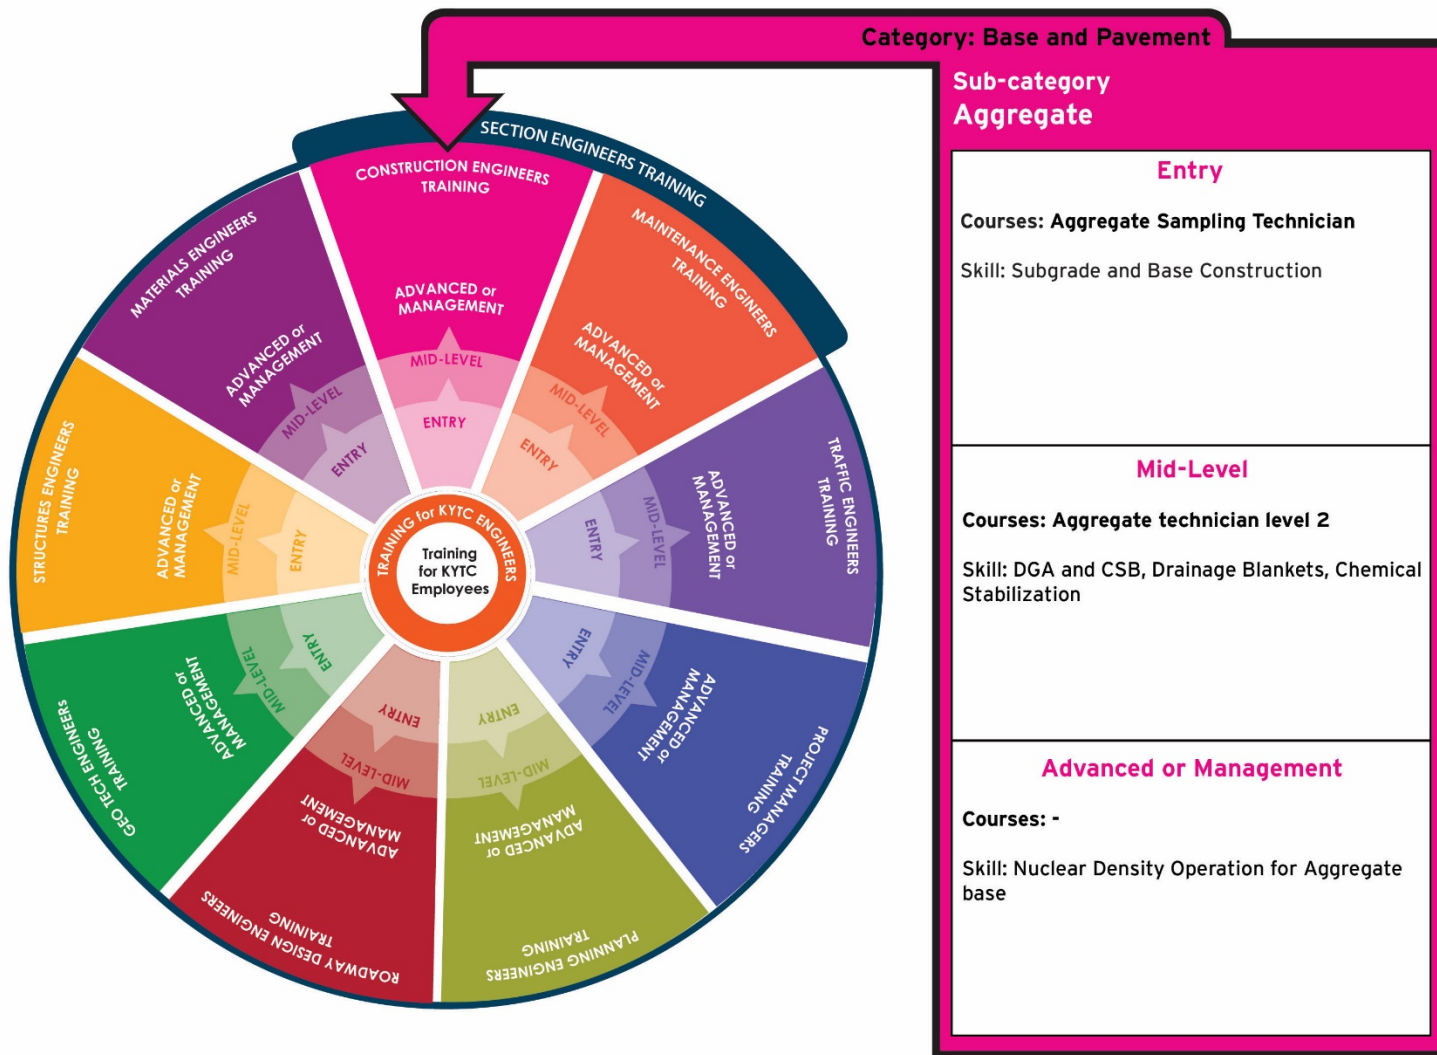 Category: Base and Pavement
Sub-category
Aggregate
Entry
Courses: Aggregate Sampling Technician
Skill: Subgrade and Base Construction
Mid-Level
Courses: Aggregate technician level 2
Skill: DGA and CSB, Drainage Blankets, Chemical
Stabilization
Advanced or Management
Courses: -
Skill: Nuclear Density Operation for Aggregate
base
SECTION ENGINEERS TRAINING
CONSTRUCTION ENGINEERS
TRAINING
ADVANCED or
MANAGEMENT
MID-LEVEL
ENTRY
MAINTENANCE ENGINEERS
TRAINING
ADVANCED or
MANAGEMENT
MID-LEVEL
ENTRY
TRAFFIC ENGINEERS
TRAINING
ADVANCED or
MANAGEMENT
MID-LEVEL
ENTRY
PROJECT MANAGERS
TRAINING
ADVANCED or
MANAGEMENT
MID-LEVEL
ENTRY
PLANNING ENGINEERS
TRAINING
ADVANCED or
MANAGEMENT
MID-LEVEL
ENTRY
ROADWAY DESIGN ENGINEERS
TRAINING
ADVANCED or
MANAGEMENT
MID-LEVEL
ENTRY
GEO TECH ENGINEERS
TRAINING
ADVANCED or
MANAGEMENT
MID-LEVEL
ENTRY
STRUCTURES ENGINEERS
TRAINING
ADVANCED or
MANAGEMENT
MID-LEVEL
ENTRY
MATERIALS ENGINEERS
TRAINING
ADVANCED or
MANAGEMENT
MID-LEVEL
ENTRY
TRAINING for KYTC ENGINEERS
Training
for KYTC
Employees